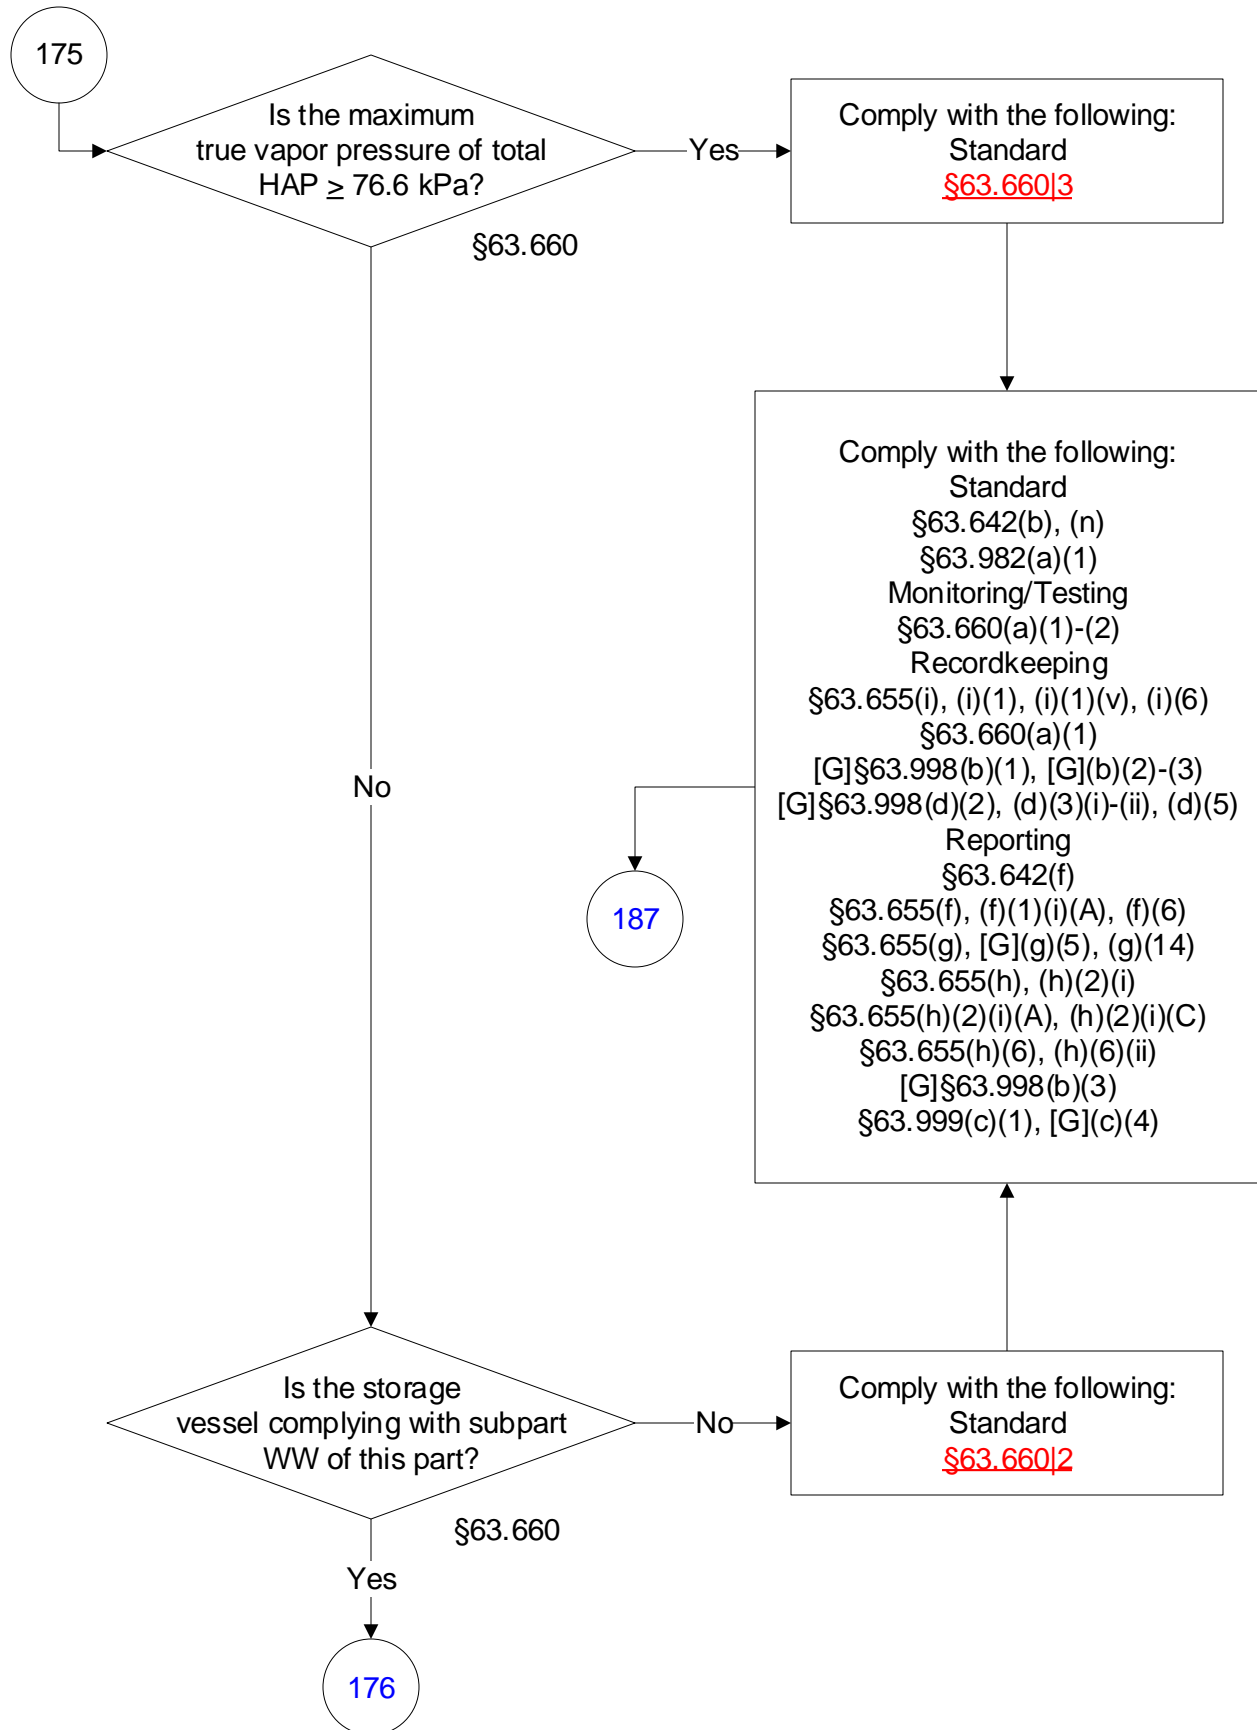 175
Is the maximum
true vapor pressure of total
HAP ≥ 76.6 kPa?
§63.660
Yes
Comply with the following:
Standard
§63.660|3
No
Comply with the following:
Standard
§63.642(b), (n)
§63.982(a)(1)
Monitoring/Testing
§63.660(a)(1)-(2)
Recordkeeping
§63.655(i), (i)(1), (i)(1)(v), (i)(6)
§63.660(a)(1)
[G]§63.998(b)(1), [G](b)(2)-(3)
[G]§63.998(d)(2), (d)(3)(i)-(ii), (d)(5)
Reporting
§63.642(f)
§63.655(f), (f)(1)(i)(A), (f)(6)
§63.655(g), [G](g)(5), (g)(14)
§63.655(h), (h)(2)(i)
§63.655(h)(2)(i)(A), (h)(2)(i)(C)
§63.655(h)(6), (h)(6)(ii)
[G]§63.998(b)(3)
§63.999(c)(1), [G](c)(4)
187
Is the storage
vessel complying with subpart
WW of this part?
§63.660
No
Comply with the following:
Standard
§63.660|2
Yes
176